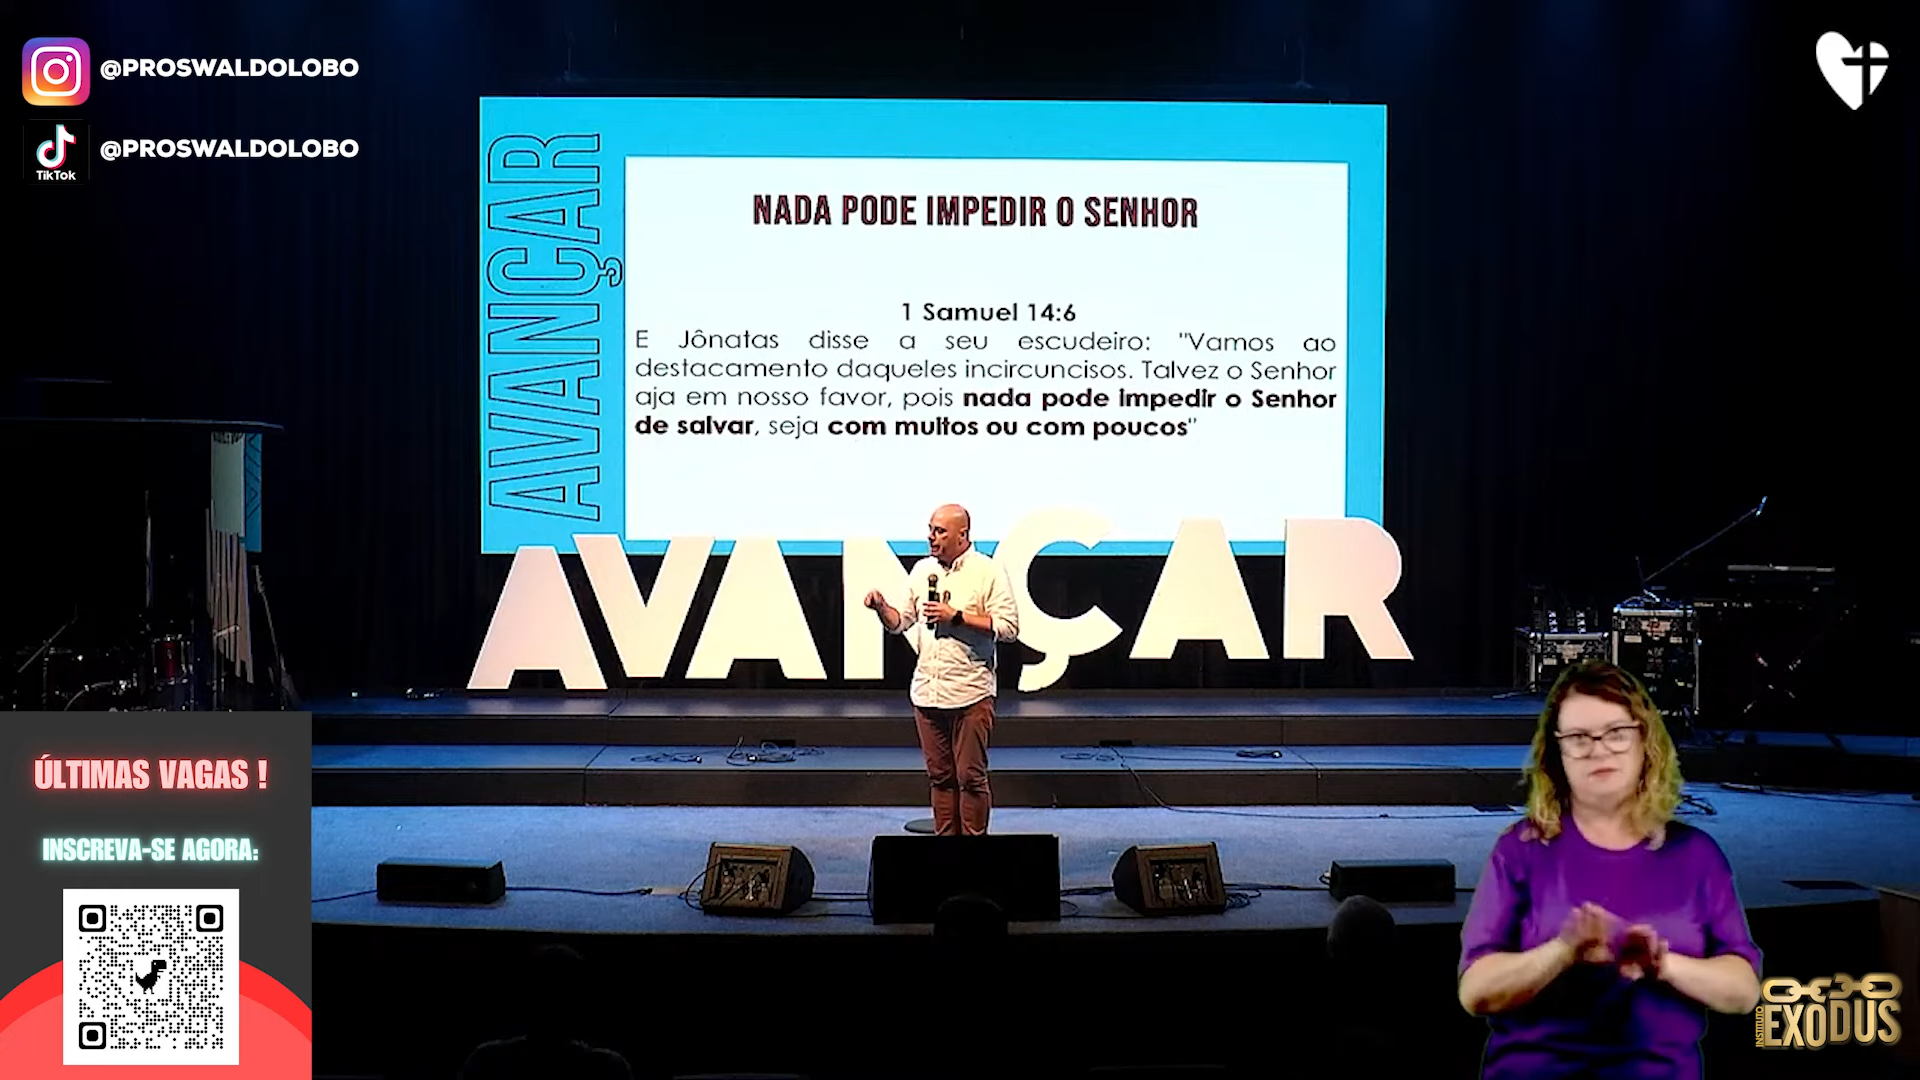 @PROSWALDOLOBO
TikTok
@PROSWALDOLOBO
AVANÇAR
NADA PODE IMPEDIR O SENHOR
1 Samuel 14:6
E Jônatas disse a seu escudeiro: "Vamos ao
destacamento daqueles incircuncisos. Talvez o Senhor
aja em nosso favor, pois nada pode impedir o Senhor
de salvar, seja com muitos ou com poucos"
AVANÇAR
ÚLTIMAS VAGAS !
INSCREVA-SE AGORA:
INSTITUTO
EXODUS